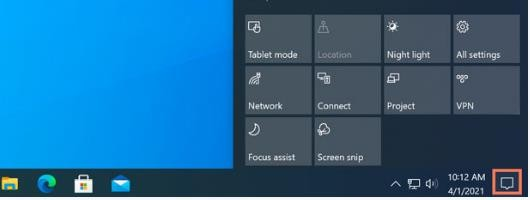 Tablet mode Location Night light All settings
Network Connect Project VPN
Focus assist Screen snip
10:12 AM
4/1/2021